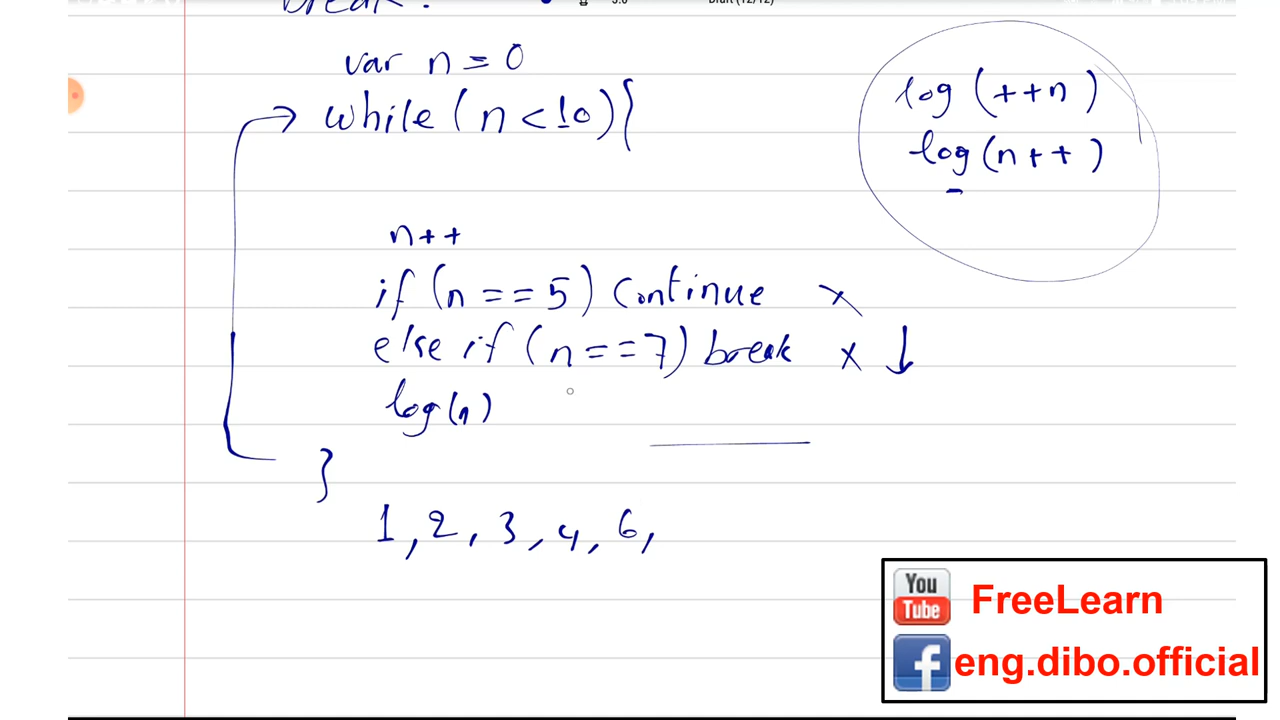 break:
var n = 0
while (n < 10) {
n++
if (n == 5) continue
else if (n == 7) break
log(n)
}
1, 2, 3, 4, 6,
log (++n)
log (n++)
You Tube FreeLearn
eng.dibo.official